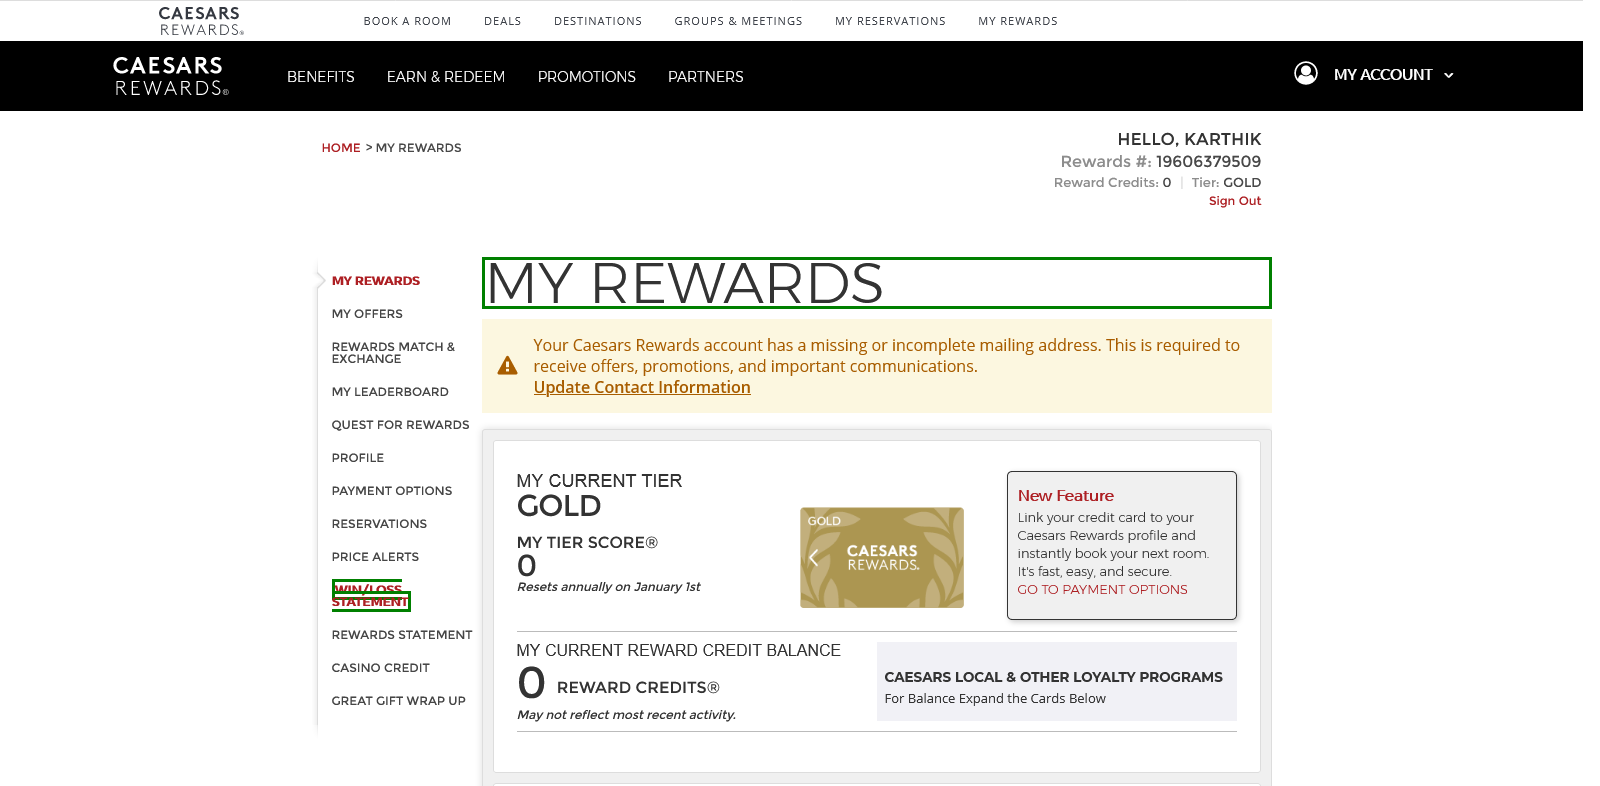 CAESARS
REWARDS®
BOOK A ROOM DEALS DESTINATIONS GROUPS & MEETINGS MY RESERVATIONS MY REWARDS
CAESARS
REWARDS®
BENEFITS EARN & REDEEM PROMOTIONS PARTNERS
MY ACCOUNT
HOME > MY REWARDS
HELLO, KARTHIK
Rewards #: 19606379509
Reward Credits: 0 | Tier: GOLD
Sign Out
MY REWARDS
MY OFFERS
REWARDS MATCH &
EXCHANGE
MY LEADERBOARD
QUEST FOR REWARDS
PROFILE
PAYMENT OPTIONS
RESERVATIONS
PRICE ALERTS
WIN/LOSS
STATEMENT
REWARDS STATEMENT
CASINO CREDIT
GREAT GIFT WRAP UP
MY REWARDS
Your Caesars Rewards account has a missing or incomplete mailing address. This is required to
receive offers, promotions, and important communications.
Update Contact Information
MY CURRENT TIER
GOLD
MY TIER SCORE®
0
Resets annually on January 1st
GOLD
CAESARS
REWARDS.
New Feature
Link your credit card to your
Caesars Rewards profile and
instantly book your next room.
It's fast, easy, and secure.
GO TO PAYMENT OPTIONS
MY CURRENT REWARD CREDIT BALANCE
0 REWARD CREDITS®
May not reflect most recent activity.
CAESARS LOCAL & OTHER LOYALTY PROGRAMS
For Balance Expand the Cards Below